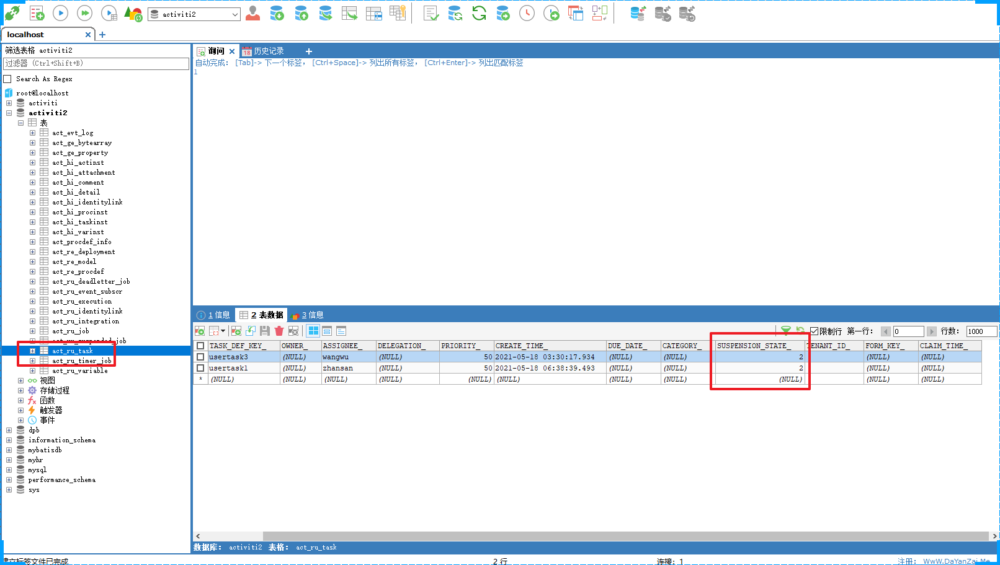 activiti2
localhost
筛选表格 activiti2
过滤器 (Ctrl+Shift+B)
Search As Regex
root@localhost
activiti
activiti2
表
act_evt_log
act_ge_bytearray
act_ge_property
act_hi_actinst
act_hi_attachment
act_hi_comment
act_hi_detail
act_hi_identitylink
act_hi_procinst
act_hi_taskinst
act_hi_varinst
act_procdef_info
act_re_deployment
act_re_model
act_re_procdef
act_ru_deadletter_job
act_ru_event_subscr
act_ru_execution
act_ru_identitylink
act_ru_integration
act_ru_job
act_ru_suspended_job
act_ru_task
act_ru_timer_job
act_ru_variable
视图
存储过程
函数
触发器
事件
dpb
information_schema
mybatisdb
myhr
mysql
performance_schema
sys
询问 18 历史记录
自动完成: [Tab]-> 下一个标签, [Ctrl+Space]-> 列出所有标签, [Ctrl+Enter]-> 列出匹配标签
1
1 信息 2 表数据 3 信息
限制行 第一行: 0 行数: 1000
TASK_DEF_KEY_ OWNER_ ASSIGNEE_ DELEGATION_ PRIORITY_ CREATE_TIME_ DUE_DATE_ CATEGORY_ SUSPENSION_STATE_ TENANT_ID_ FORM_KEY_ CLAIM_TIME_
usertask3 (NULL) wangwu (NULL) 50 2021-05-18 03:30:17.934 (NULL) (NULL) 2 (NULL) (NULL)
usertask1 (NULL) zhansan (NULL) 50 2021-05-18 06:38:39.493 (NULL) (NULL) 2 (NULL) (NULL)
* (NULL) (NULL) (NULL) (NULL) (NULL) (NULL) (NULL) (NULL) (NULL) (NULL) (NULL)
数据库: activiti2 表格: act_ru_task
建立标签文件已完成 2 行 连接: 1 注册: WwW.DaYanZai.Me